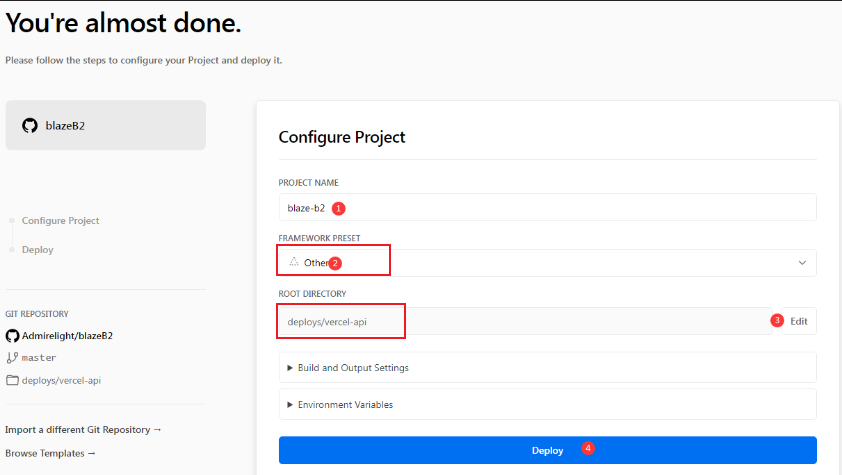 You're almost done.
Please follow the steps to configure your Project and deploy it.
blazeB2
Configure Project
Deploy
GIT REPOSITORY
Admirelight/blazeB2
master
deploys/vercel-api
Import a different Git Repository →
Browse Templates →
Configure Project
PROJECT NAME
blaze-b2 1
FRAMEWORK PRESET
Other 2
ROOT DIRECTORY
deploys/vercel-api 3 Edit
Build and Output Settings
Environment Variables
Deploy 4